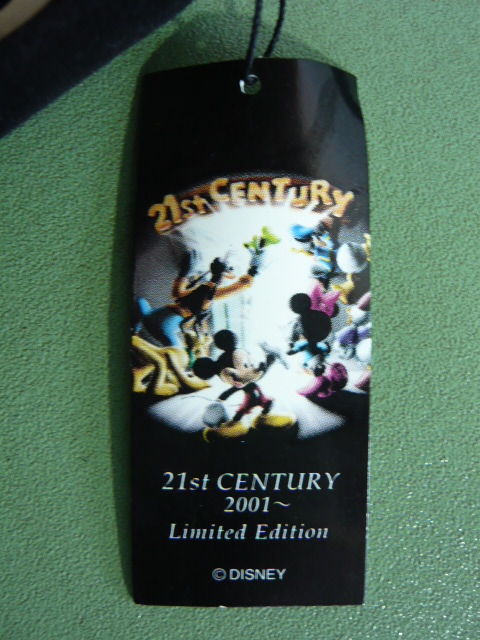 21st CENTURY
21st CENTURY
2001~
Limited Edition
© DISNEY